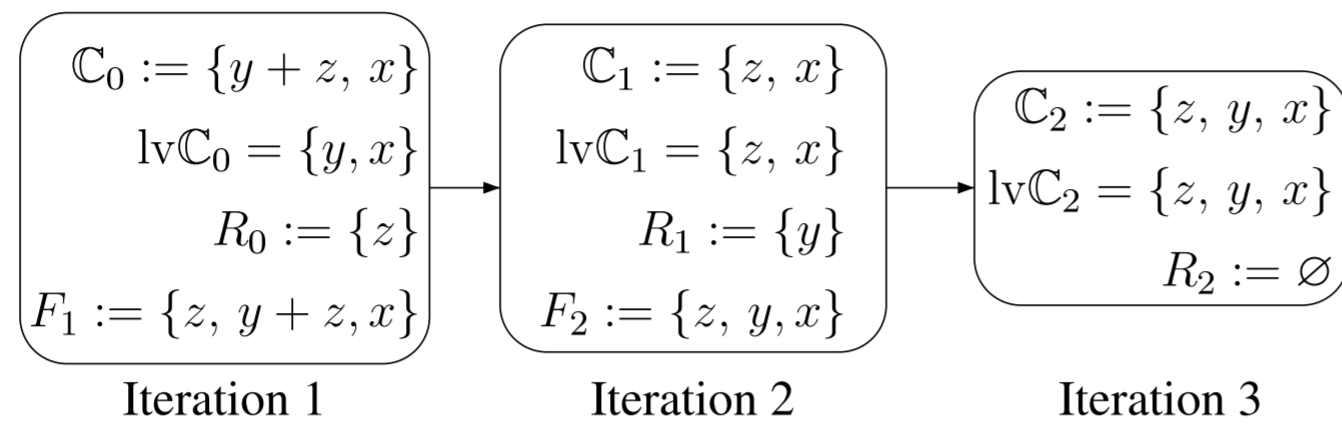 ℂ₀ := {y + z, x}
lvℂ₀ = {y, x}
R₀ := {z}
F₁ := {z, y + z, x}
Iteration 1
ℂ₁ := {z, x}
lvℂ₁ = {z, x}
R₁ := {y}
F₂ := {z, y, x}
Iteration 2
ℂ₂ := {z, y, x}
lvℂ₂ = {z, y, x}
R₂ := ∅
Iteration 3